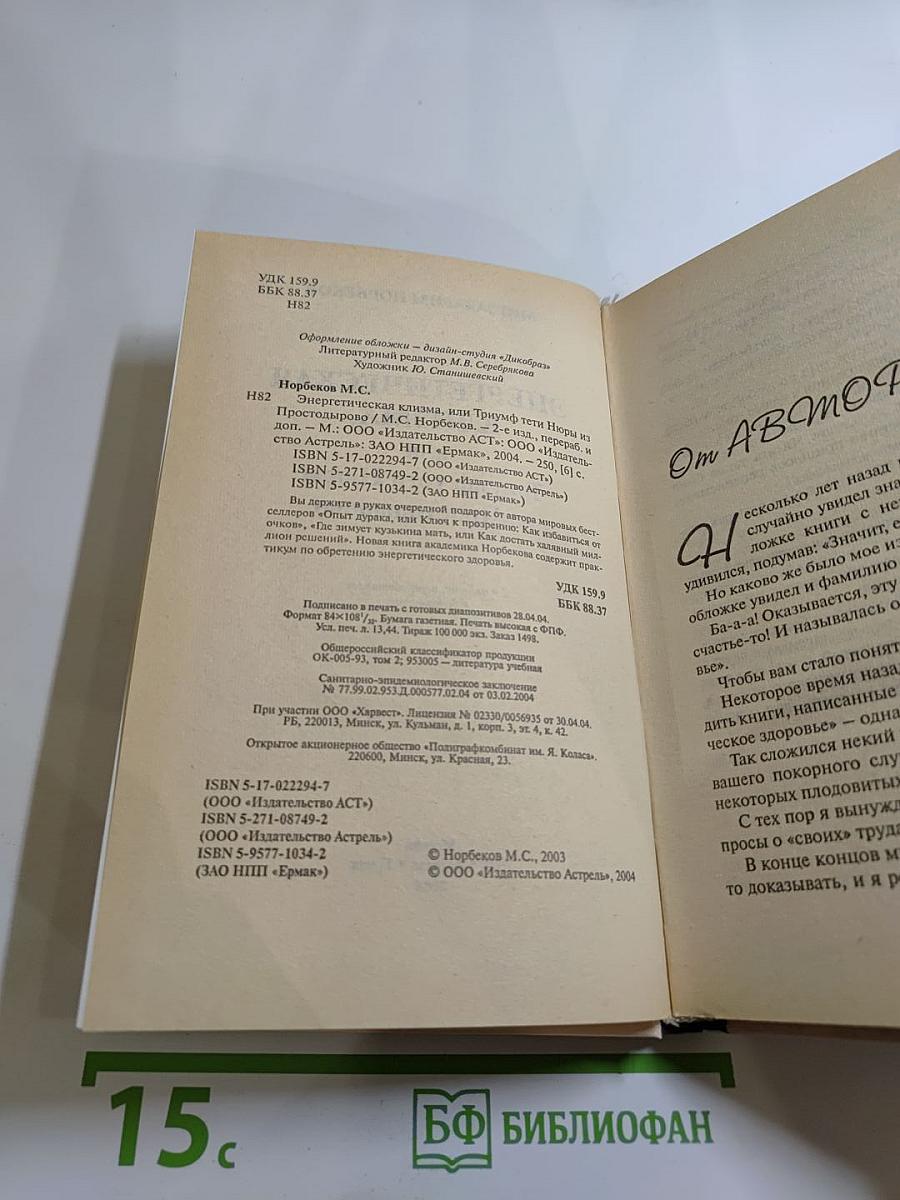 УДК 159.9
ББК 88.37
Н82
Оформление обложки — дизайн-студия «Дикобраз»
Литературный редактор М.В. Серебрякова
Художник Ю. Станишевский
Норбеков М.С.
Н82 Энергетическая клизма, или Триумф тети Нюры из
Простодырово / М.С. Норбеков. — 2-е изд., перераб. и
доп. — М.: ООО «Издательство АСТ»: ООО «Издатель-
ство Астрель»: ЗАО НПП «Ермак», 2004. — 250, [6] с.
ISBN 5-17-022294-7 (ООО «Издательство АСТ»)
ISBN 5-271-08749-2 (ООО «Издательство Астрель»)
ISBN 5-9577-1034-2 (ЗАО НПП «Ермак»)
Вы держите в руках очередной подарок от автора мировых бест-
селлеров «Опыт дурака, или Ключ к прозрению: Как избавиться от
очков», «Где зимует кузькина мать, или Как достать халявный мил-
лион решений». Новая книга академика Норбекова содержит прак-
тикум по обретению энергетического здоровья.
УДК 159.9
ББК 88.37
Подписано в печать с готовых диапозитивов 28.04.04.
Формат 84×108¹/₃₂. Бумага газетная. Печать высокая с ФПФ.
Усл. печ. л. 13,44. Тираж 100 000 экз. Заказ 1498.
Общероссийский классификатор продукции
ОК-005-93, том 2; 953005 — литература учебная
Санитарно-эпидемиологическое заключение
№ 77.99.02.953.Д.000577.02.04 от 03.02.2004
При участии ООО «Харвест». Лицензия № 02330/0056935 от 30.04.04.
РБ, 220013, Минск, ул. Кульман, д. 1, корп. 3, эт. 4, к. 42.
Открытое акционерное общество «Полиграфкомбинат им. Я. Коласа».
220600, Минск, ул. Красная, 23.
ISBN 5-17-022294-7
(ООО «Издательство АСТ»)
ISBN 5-271-08749-2
(ООО «Издательство Астрель»)
ISBN 5-9577-1034-2
(ЗАО НПП «Ермак»)
© Норбеков М.С., 2003
© ООО «Издательство Астрель», 2004
От АВТОР
Несколько лет назад
случайно увидел
ложке книги с
удивился, подумав: «Значит,
Но каково же было мое
обложке увидел и фамилию
Ба-а-а! Оказывается, эту
счастье-то! И называлась
вье».
Чтобы вам стало
Некоторое время
дить книги, написанные
ческое здоровье» —
Так сложился некий
вашего покорного
некоторых плодовитых
С тех пор я
просы о «своих»
В конце концов
то доказывать, и я
15 с
БФ БИБЛИОФАН